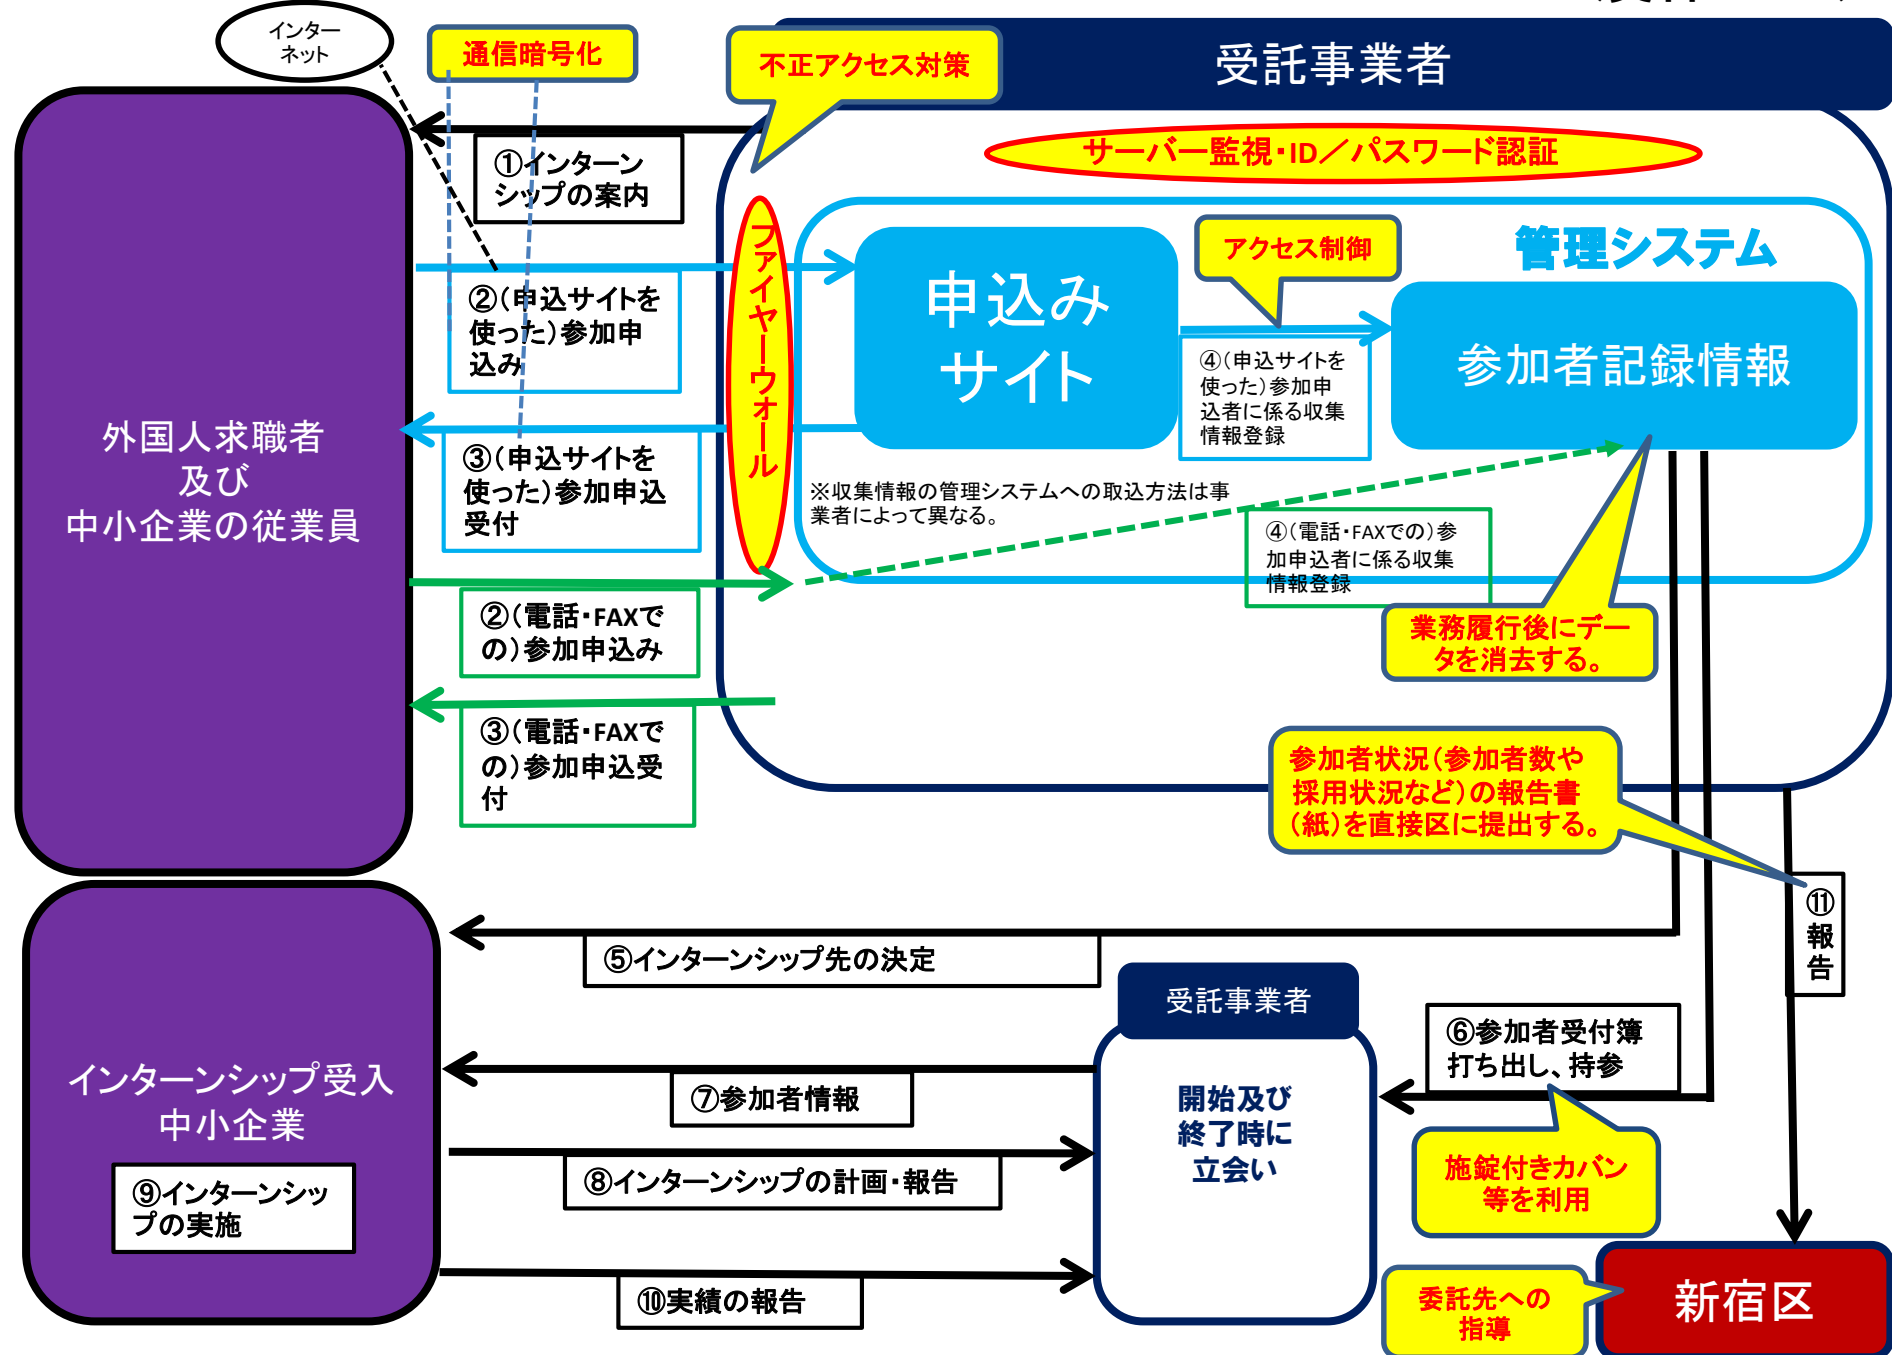 インター
ネット
通信暗号化
不正アクセス対策
受託事業者
サーバー監視・ID／パスワード認証
①インターン
シップの案内
ファイヤーウオール
管理システム
アクセス制御
申込み
サイト
参加者記録情報
②（申込サイトを
使った）参加申
込み
④（申込サイトを
使った）参加申
込者に係る収集
情報登録
外国人求職者
及び
中小企業の従業員
③（申込サイトを
使った）参加申込
受付
※収集情報の管理システムへの取込方法は事
業者によって異なる。
④（電話・FAXでの）参
加申込者に係る収集
情報登録
②（電話・FAXで
の）参加申込み
業務履行後にデー
タを消去する。
③（電話・FAXで
の）参加申込受
付
参加者状況（参加者数や
採用状況など）の報告書
（紙）を直接区に提出する。
⑪
報
告
⑤インターンシップ先の決定
受託事業者
⑥参加者受付簿
打ち出し、持参
インターンシップ受入
中小企業
⑦参加者情報
開始及び
終了時に
立会い
⑧インターンシップの計画・報告
施錠付きカバン
等を利用
⑨インターンシッ
プの実施
⑩実績の報告
委託先への
指導
新宿区